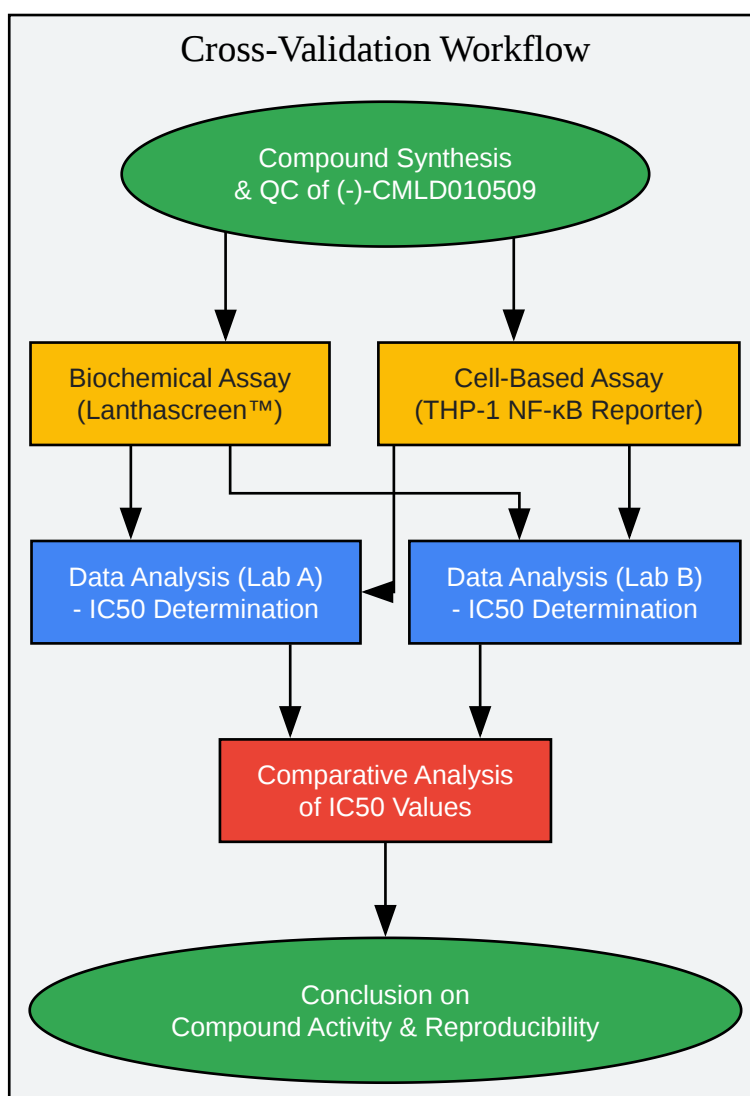 Cross-Validation Workflow
Compound Synthesis
& QC of (-)-CMLD010509
Biochemical Assay
(Lanthascreen™)
Cell-Based Assay
(THP-1 NF-κB Reporter)
Data Analysis (Lab A)
- IC50 Determination
Data Analysis (Lab B)
- IC50 Determination
Comparative Analysis
of IC50 Values
Conclusion on
Compound Activity & Reproducibility